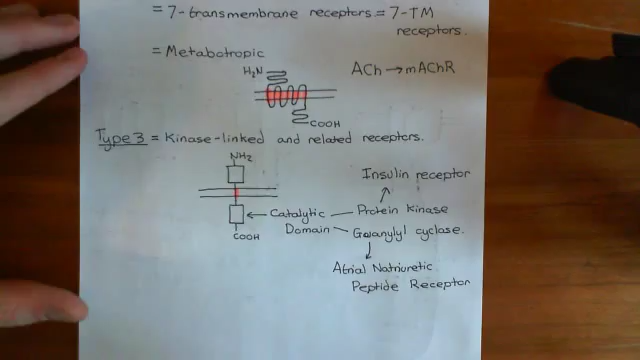 = 7-transmembrane receptors = 7-TM
receptors.
= Metabotropic
H₂N
ACh → mAChR
COOH
Type 3 = Kinase-linked and related receptors.
NH2
Insulin receptor
Catalytic — Protein kinase
Domain — Guanylyl cyclase.
COOH
Atrial Natriuretic
Peptide Receptor